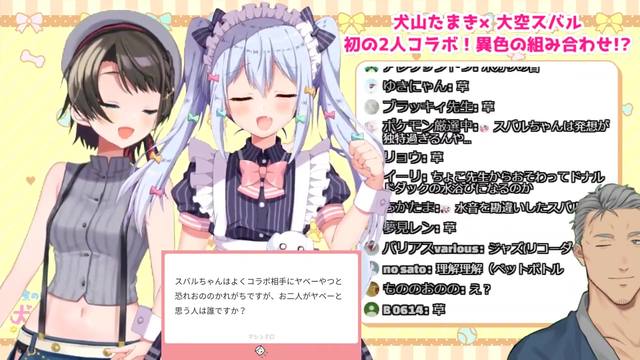 犬山たまき×大空スバル
初の2人コラボ!異色の組み合わせ!?
ゆきにゃん: 草
ブラッキィ先生: 草
ポケモン厳選中: スバルちゃんは発想が
独特過ぎるんや...
リョウ: 草
イーリ: ちょこ先生からおそわってドナル
ドダックの水浴びになるのか
おかたま: 水音を勘違いしたスバル
夢見レン: 草
バリアスvarious: ジャズ(リコーダー
no sato: 理解理解（ペットボトル
もののおのの: え？
B 0614: 草
スバルちゃんはよくコラボ相手にヤベーやつと
恐れおののかれがちですが、お二人がヤベーと
思う人は誰ですか？
マシュマロ